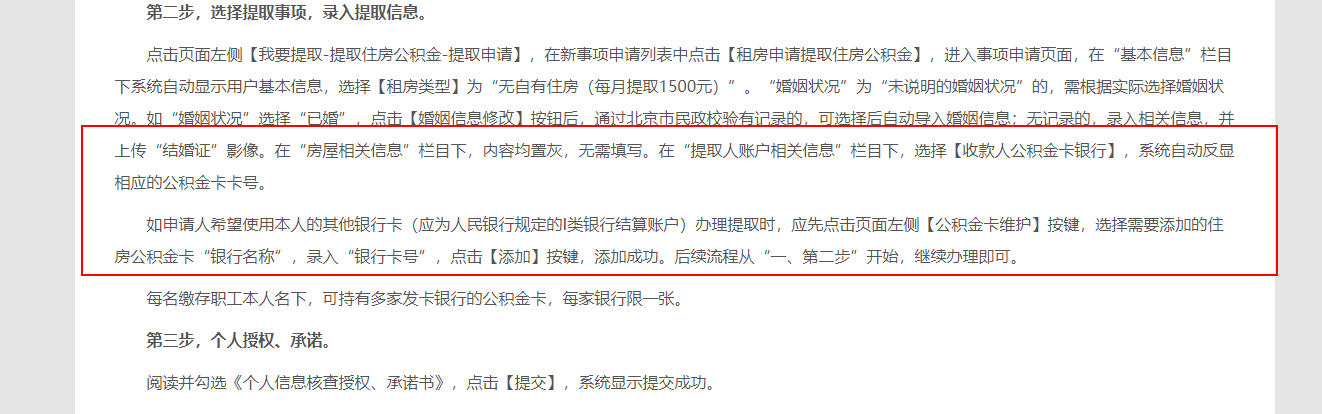 第二步，选择提取事项，录入提取信息。
点击页面左侧【我要提取-提取住房公积金-提取申请】，在新事项申请列表中点击【租房申请提取住房公积金】，进入事项申请页面，在“基本信息”栏目
下系统自动显示用户基本信息，选择【租房类型】为“无自有住房（每月提取1500元）”。“婚姻状况”为“未说明的婚姻状况”的，需根据实际选择婚姻状
况。如“婚姻状况”选择“已婚”，点击【婚姻信息修改】按钮后，通过北京市民政校验有记录的，可选择后自动导入婚姻信息；无记录的，录入相关信息，并
上传“结婚证”影像。在“房屋相关信息”栏目下，内容均置灰，无需填写。在“提取人账户相关信息”栏目下，选择【收款人公积金卡银行】，系统自动反显
相应的公积金卡卡号。
如申请人希望使用本人的其他银行卡（应为人民银行规定的I类银行结算账户）办理提取时，应先点击页面左侧【公积金卡维护】按键，选择需要添加的住
房公积金卡“银行名称”，录入“银行卡号”，点击【添加】按键，添加成功。后续流程从“一、第二步”开始，继续办理即可。
每名缴存职工本人名下，可持有多家发卡银行的公积金卡，每家银行限一张。
第三步，个人授权、承诺。
阅读并勾选《个人信息核查授权、承诺书》，点击【提交】，系统显示提交成功。